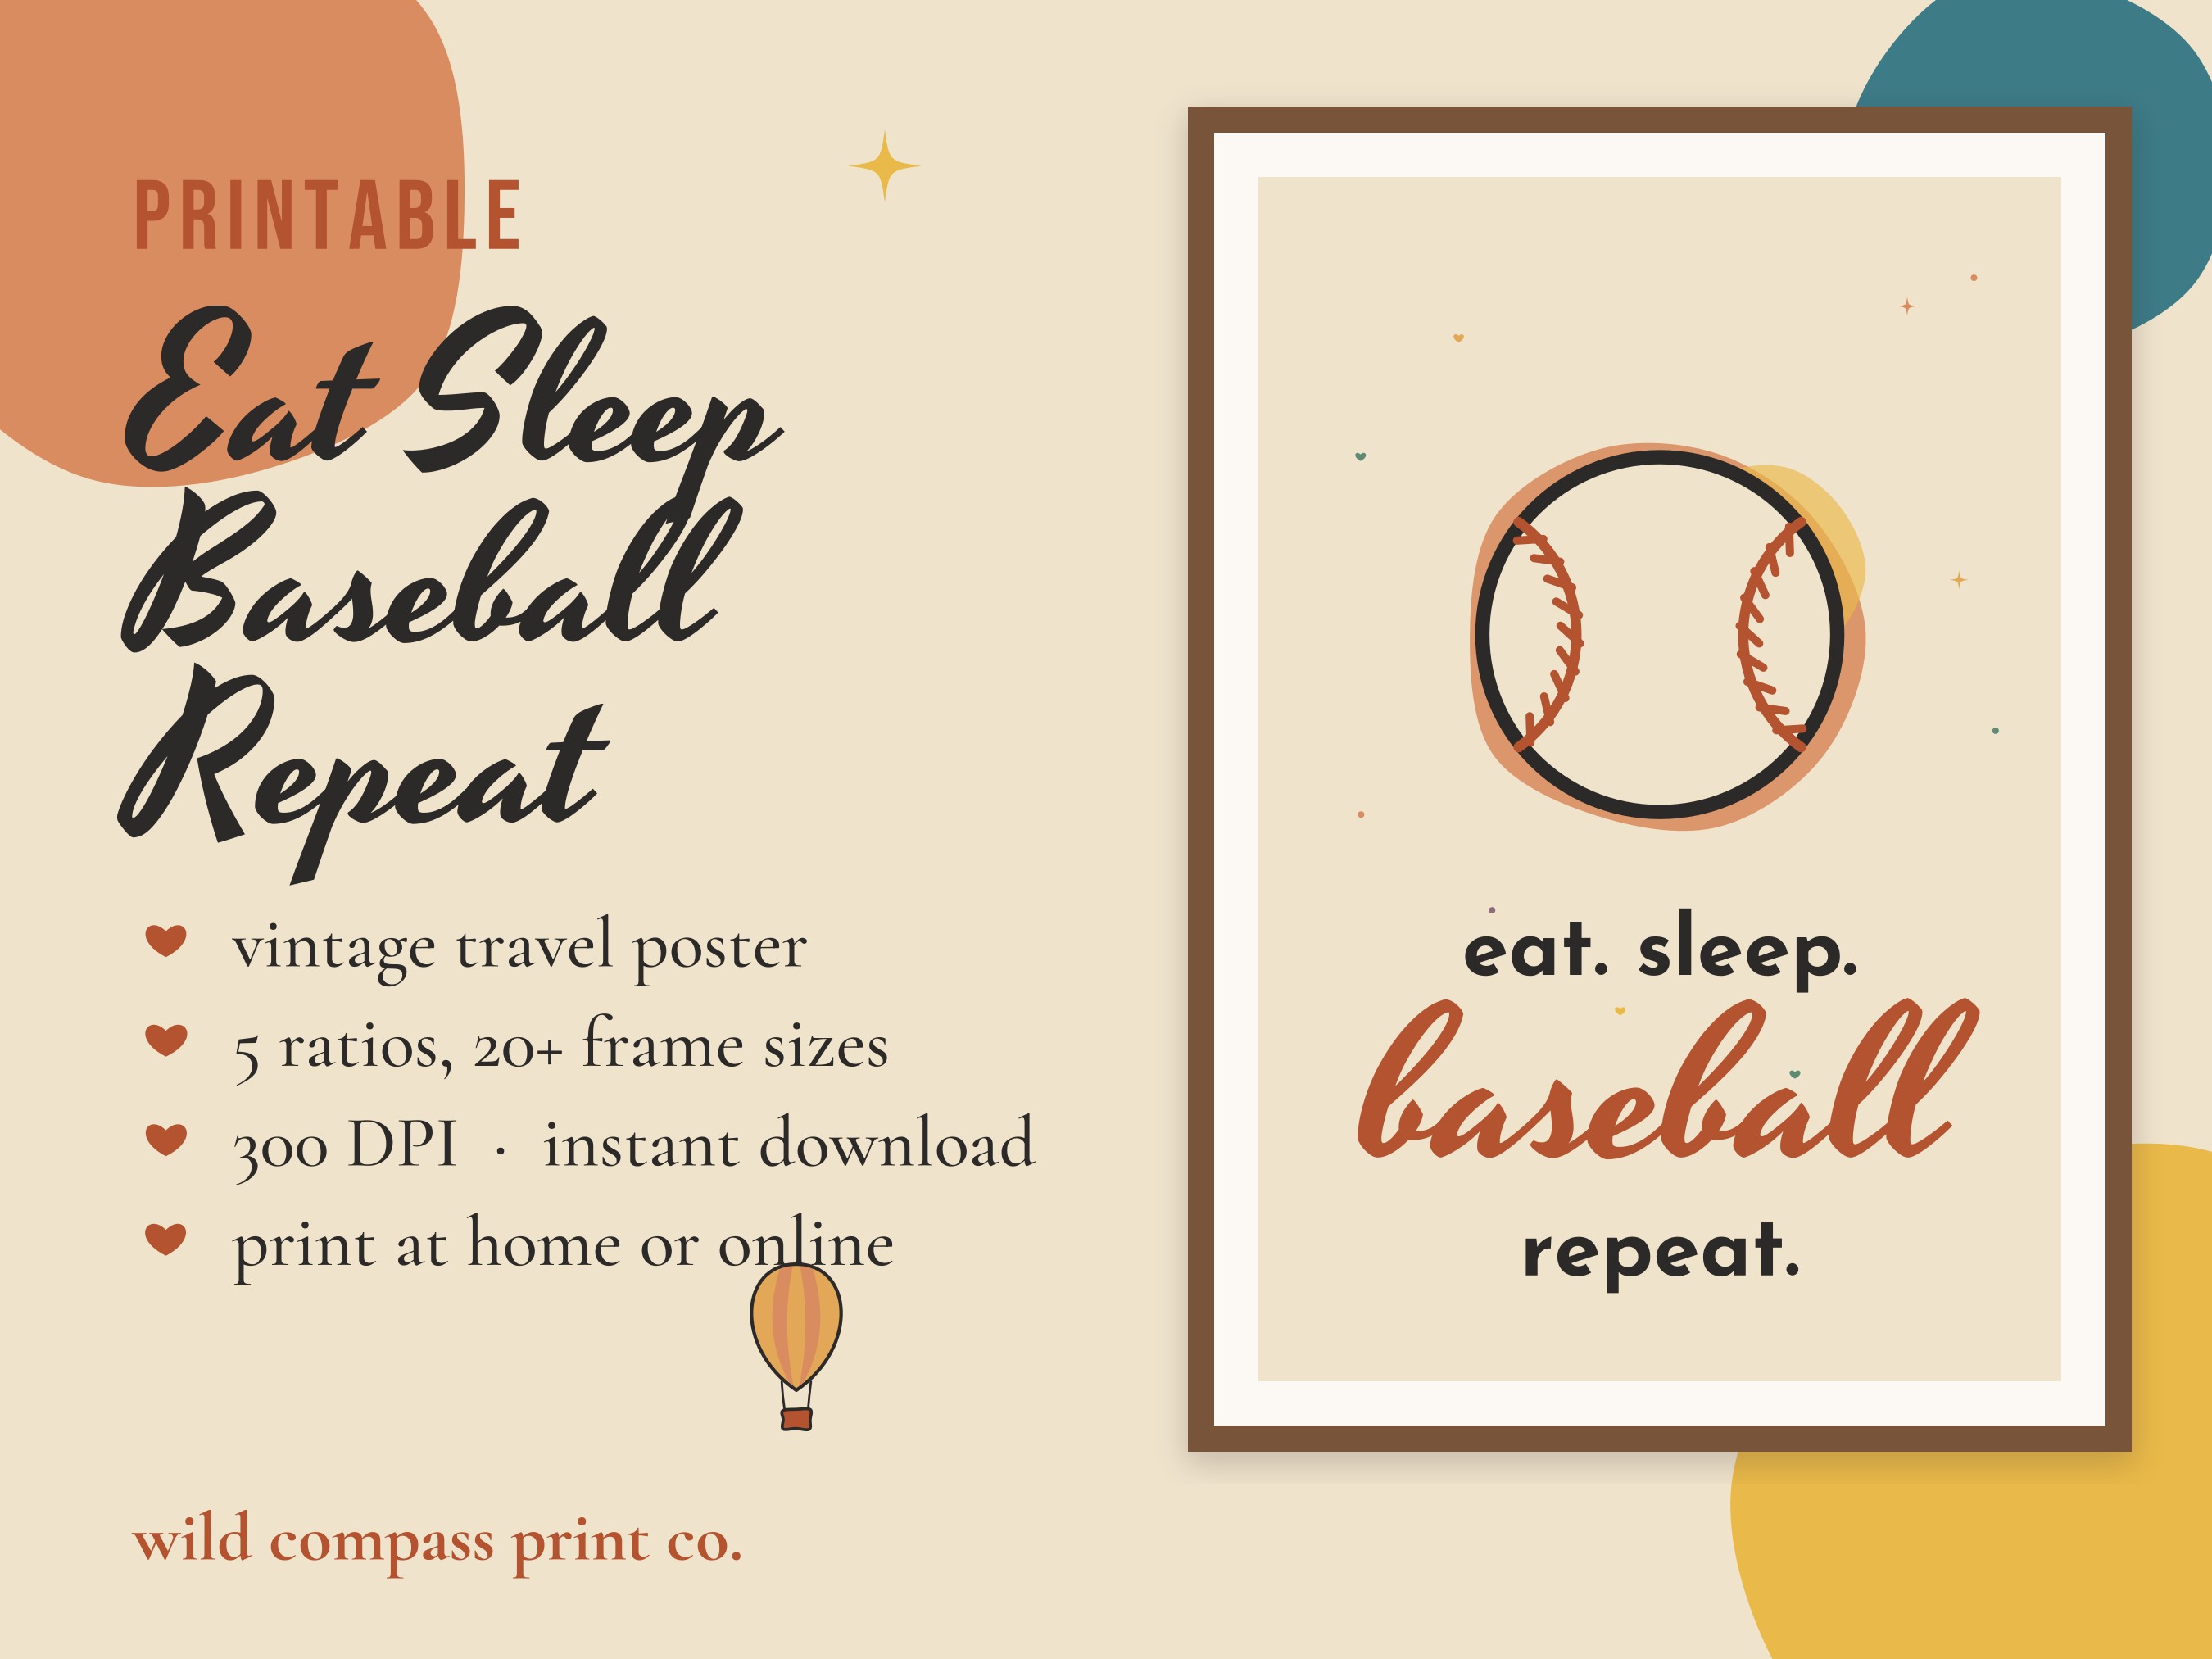 PRINTABLE
Eat Sleep
Baseball
Repeat
vintage travel poster
5 ratios, 20+ frame sizes
300 DPI · instant download
print at home or online
wild compass print co.
eat. sleep.
baseball
repeat.